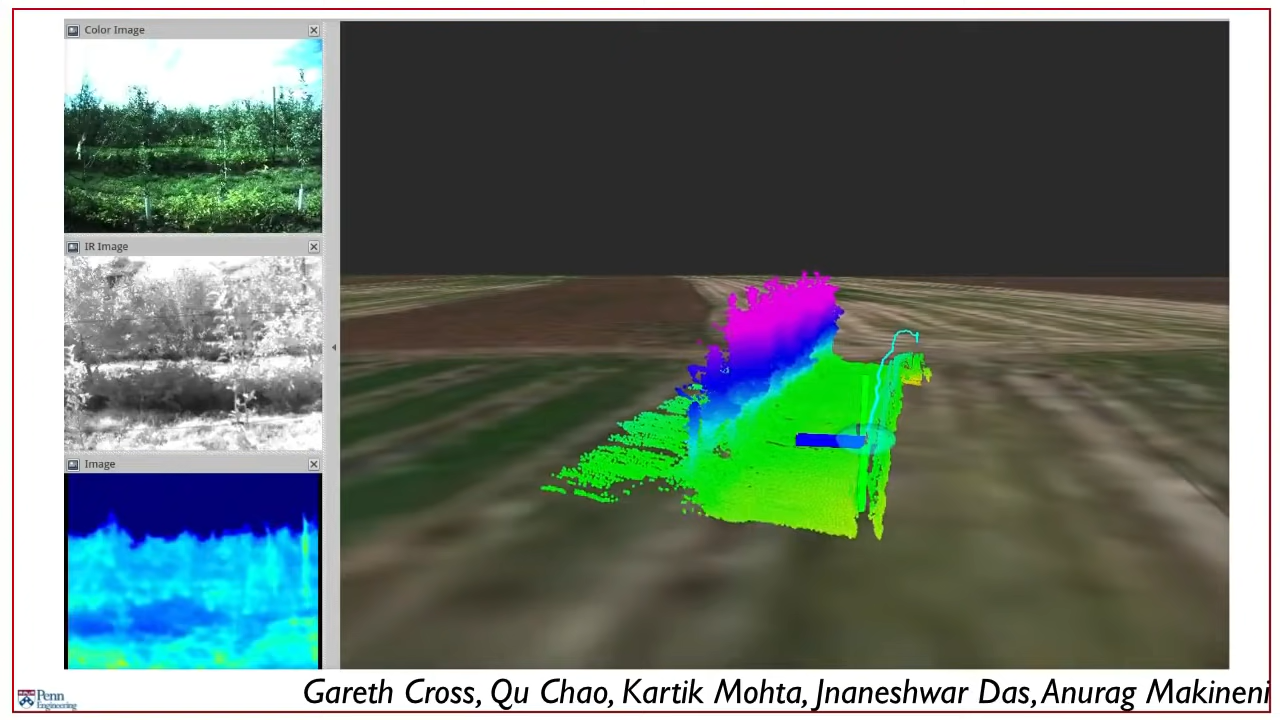 Color Image
IR Image
Image
Penn
Engineering
Gareth Cross, Qu Chao, Kartik Mohta, Jnaneshwar Das, Anurag Makineni